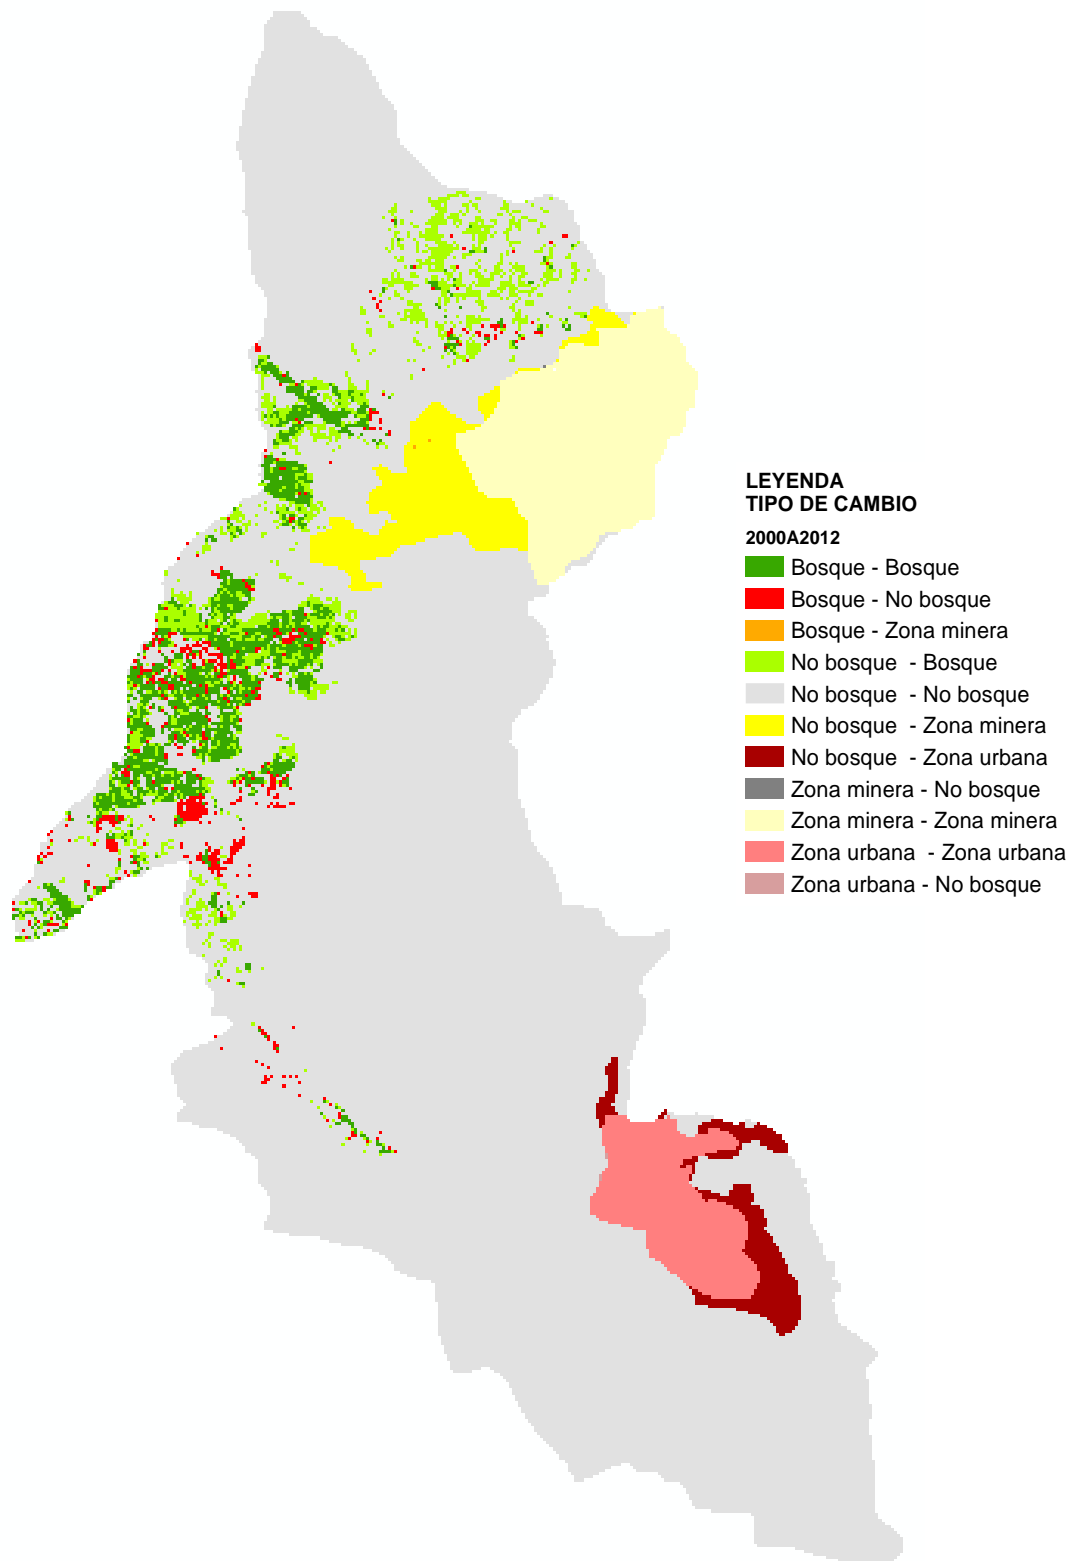 LEYENDA
TIPO DE CAMBIO
2000A2012
Bosque - Bosque
Bosque - No bosque
Bosque - Zona minera
No bosque - Bosque
No bosque - No bosque
No bosque - Zona minera
No bosque - Zona urbana
Zona minera - No bosque
Zona minera - Zona minera
Zona urbana - Zona urbana
Zona urbana - No bosque